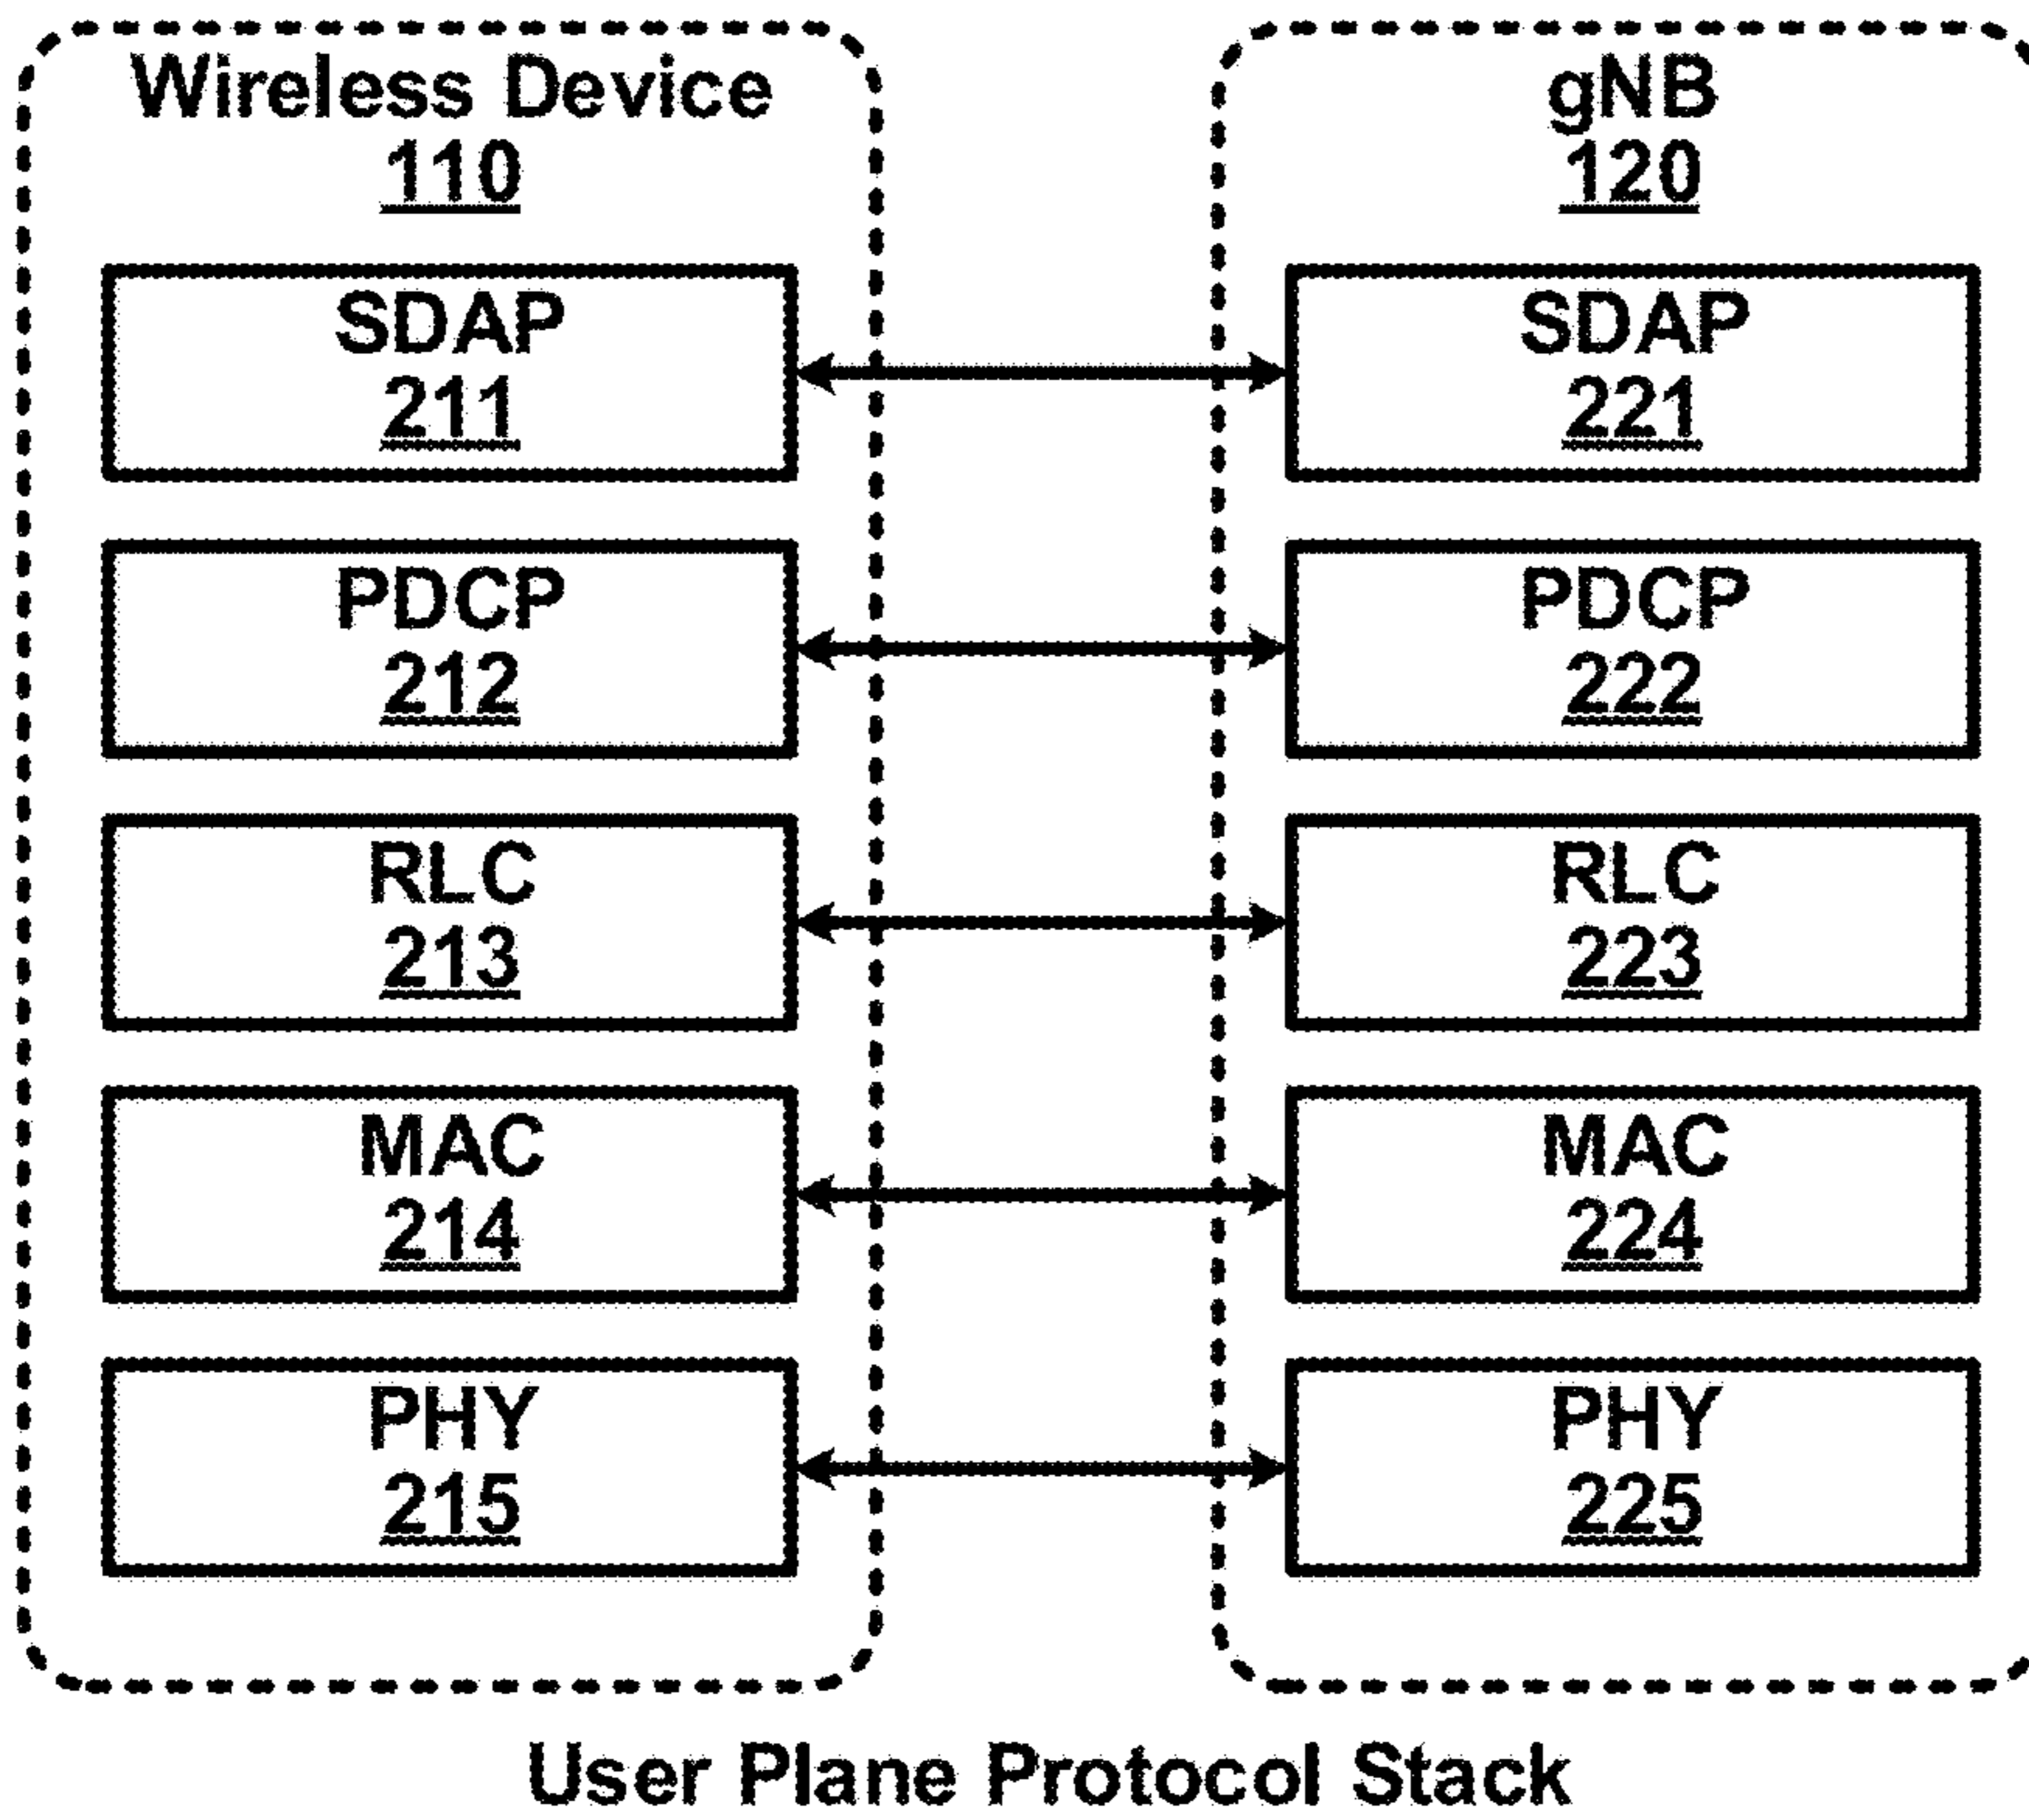 Wireless Device
110
SDAP
211
PDCP
212
RLC
213
MAC
214
PHY
215
gNB
120
SDAP
221
PDCP
222
RLC
223
MAC
224
PHY
225
User Plane Protocol Stack